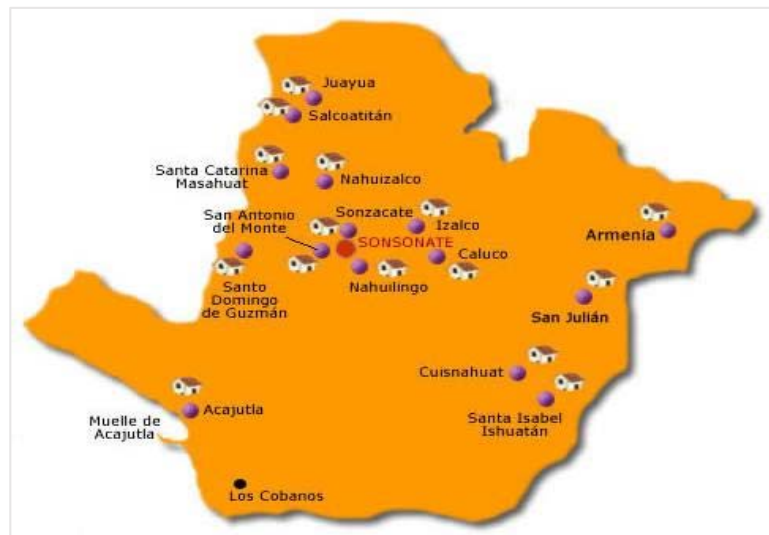 Juayua
Salcoatitán
Santa Catarina
Masahuat
Nahuizalco
San Antonio
del Monte
Sonzacate
Izalco
SONSONATE
Caluco
Armenia
Santo
Domingo
de Guzmán
Nahuilingo
San Julián
Cuisnahuat
Acajutla
Muelle de
Acajutla
Santa Isabel
Ishuatán
Los Cobanos